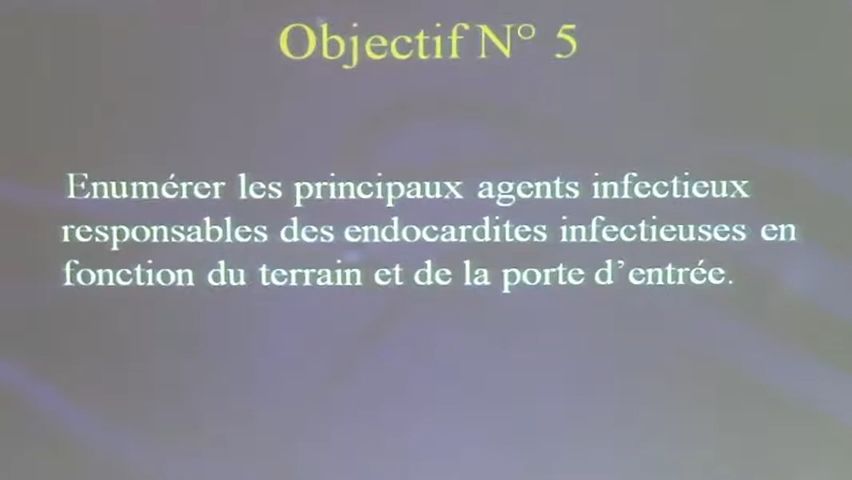 Objectif N° 5
Enumérer les principaux agents infectieux
responsables des endocardites infectieuses en
fonction du terrain et de la porte d’entrée.